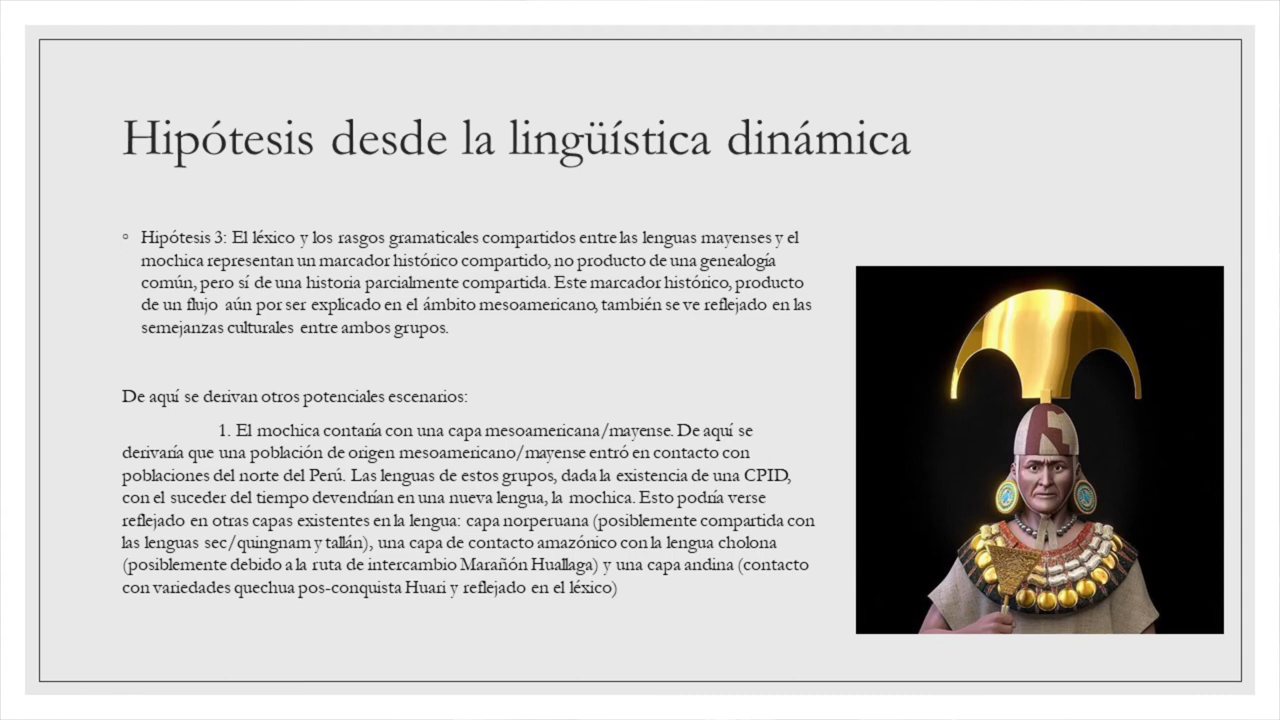 Hipótesis desde la lingüística dinámica
◦ Hipótesis 3: El léxico y los rasgos gramaticales compartidos entre las lenguas mayenses y el
mochica representan un marcador histórico compartido, no producto de una genealogía
común, pero sí de una historia parcialmente compartida. Este marcador histórico, producto
de un flujo aún por ser explicado en el ámbito mesoamericano, también se ve reflejado en las
semejanzas culturales entre ambos grupos.
De aquí se derivan otros potenciales escenarios:
1. El mochica contaría con una capa mesoamericana/mayense. De aquí se
derivaría que una población de origen mesoamericano/mayense entró en contacto con
poblaciones del norte del Perú. Las lenguas de estos grupos, dada la existencia de una CPID,
con el suceder del tiempo devendrían en una nueva lengua, la mochica. Esto podría verse
reflejado en otras capas existentes en la lengua: capa norperuana (posiblemente compartida con
las lenguas sec/quingnam y tallán), una capa de contacto amazónico con la lengua cholona
(posiblemente debido a la ruta de intercambio Marañón Huallaga) y una capa andina (contacto
con variedades quechua pos-conquista Huari y reflejado en el léxico)